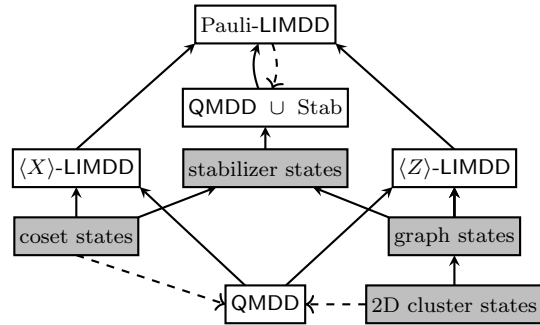 Pauli-LIMDD
QMDD ∪ Stab
⟨X⟩-LIMDD
stabilizer states
⟨Z⟩-LIMDD
coset states
graph states
QMDD
2D cluster states